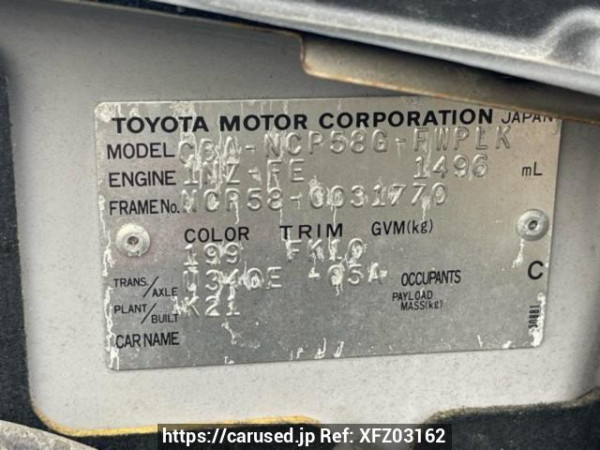 TOYOTA MOTOR CORPORATION JAPAN
MODEL CBA-NCP58G-FWPLK
ENGINE 1NZ-FE 1496 mL
FRAME No. NCP58-0031770
COLOR TRIM GVM(kg)
199 FK10
TRANS./AXLE U340E -05A OCCUPANTS C
PLANT/BUILT K21 PAYLOAD MASS(kg)
CAR NAME
https://carused.jp Ref: XFZ03162